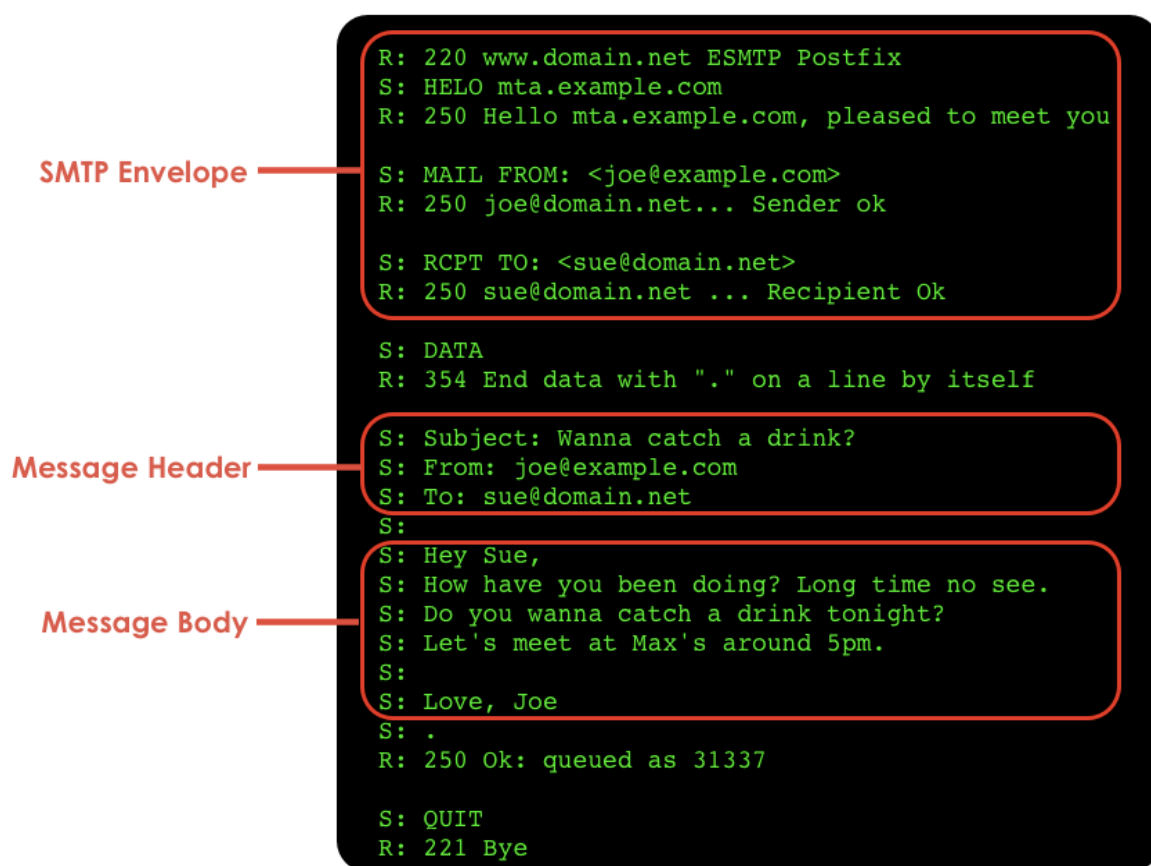 R: 220 www.domain.net ESMTP Postfix
S: HELO mta.example.com
R: 250 Hello mta.example.com, pleased to meet you
SMTP Envelope
S: MAIL FROM: <joe@example.com>
R: 250 joe@domain.net... Sender ok
S: RCPT TO: <sue@domain.net>
R: 250 sue@domain.net ... Recipient Ok
S: DATA
R: 354 End data with "." on a line by itself
S: Subject: Wanna catch a drink?
Message Header
S: From: joe@example.com
S: To: sue@domain.net
S:
S: Hey Sue,
S: How have you been doing? Long time no see.
S: Do you wanna catch a drink tonight?
Message Body
S: Let's meet at Max's around 5pm.
S:
S: Love, Joe
S: .
R: 250 Ok: queued as 31337
S: QUIT
R: 221 Bye